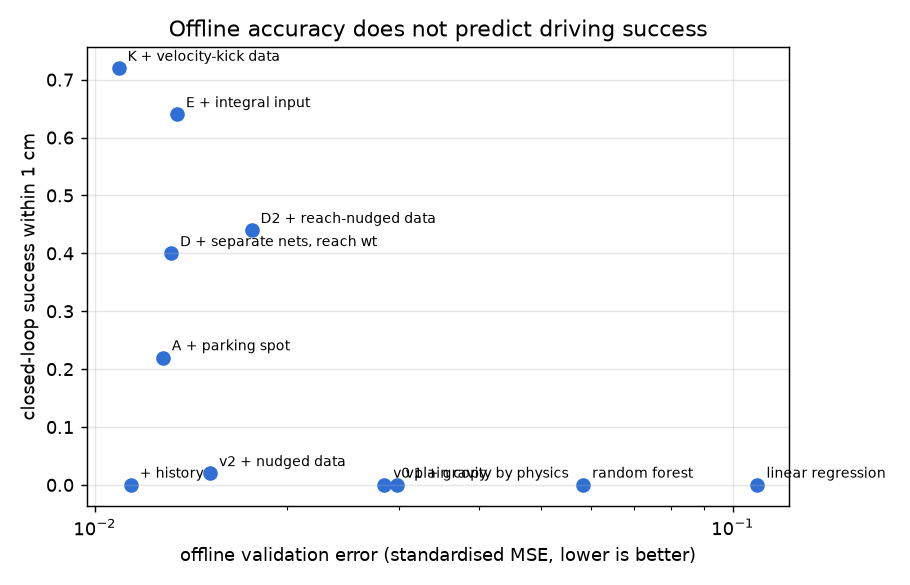 Offline accuracy does not predict driving success
K + velocity-kick data
0.7
E + integral input
0.6
0.5
D2 + reach-nudged data
D + separate nets, reach wt
0.4
0.3
A + parking spot
0.2
0.1
v2 + nudged data
+ history
by physics
random forest
linear regression
0.0
closed-loop success within 1 cm
10⁻²
10⁻¹
offline validation error (standardised MSE, lower is better)